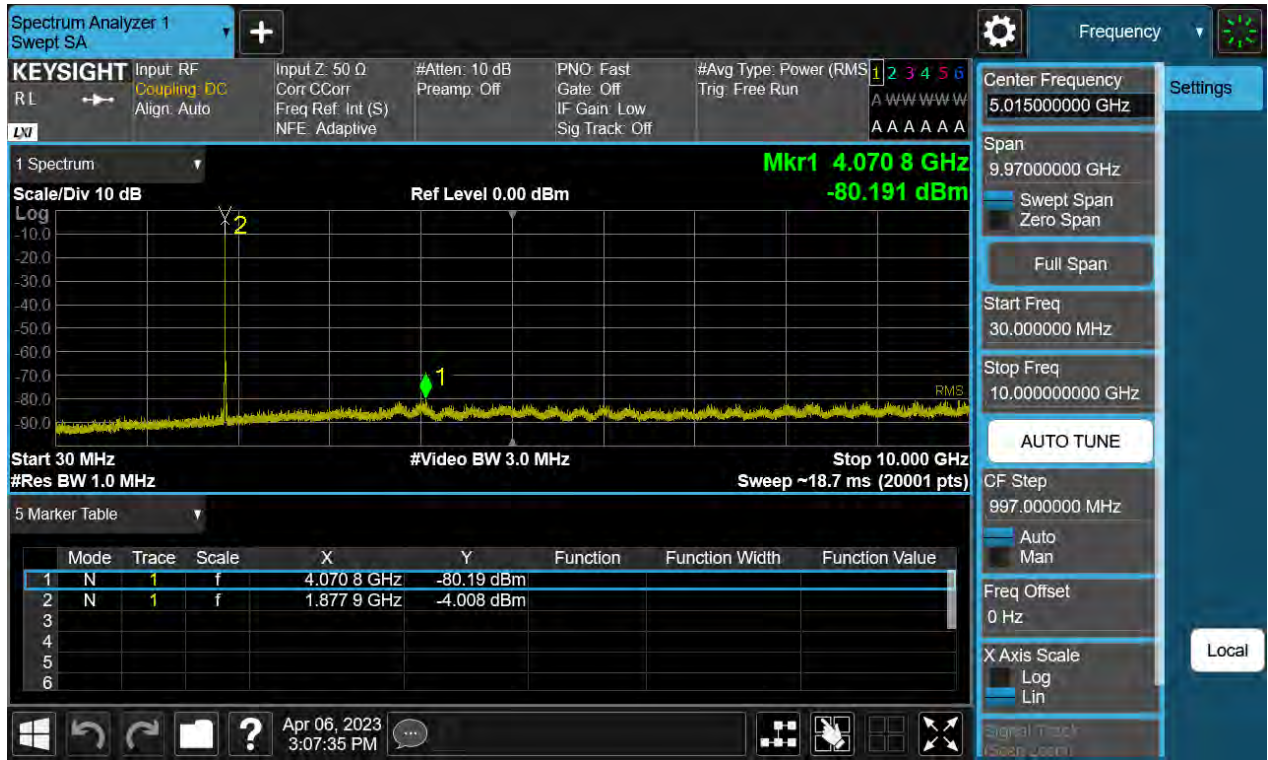 Spectrum Analyzer 1
Swept SA
+
Frequency
KEYSIGHT
RL
LXI
Input: RF
Coupling: DC
Align: Auto
Input Z: 50 Ω
Corr CCorr
Freq Ref: Int (S)
NFE: Adaptive
#Atten: 10 dB
Preamp: Off
PNO: Fast
Gate: Off
IF Gain: Low
Sig Track: Off
#Avg Type: Power (RMS
Trig: Free Run
1 2 3 4 5 6
A W W W W W
A A A A A A
1 Spectrum
Scale/Div 10 dB
Ref Level 0.00 dBm
Mkr1 4.070 8 GHz
-80.191 dBm
Log
-10.0
-20.0
-30.0
-40.0
-50.0
-60.0
-70.0
-80.0
-90.0
2
1
RMS
Start 30 MHz
#Video BW 3.0 MHz
Stop 10.000 GHz
#Res BW 1.0 MHz
Sweep ~18.7 ms (20001 pts)
5 Marker Table
Mode Trace Scale X Y Function Function Width Function Value
1 N 1 f 4.070 8 GHz -80.19 dBm
2 N 1 f 1.877 9 GHz -4.008 dBm
3
4
5
6
Apr 06, 2023
3:07:35 PM
?
Center Frequency
5.015000000 GHz
Settings
Span
9.97000000 GHz
Swept Span
Zero Span
Full Span
Start Freq
30.000000 MHz
Stop Freq
10.000000000 GHz
AUTO TUNE
CF Step
997.000000 MHz
Auto
Man
Freq Offset
0 Hz
X Axis Scale
Log
Lin
Signal Track
(Span Zoom)
Local